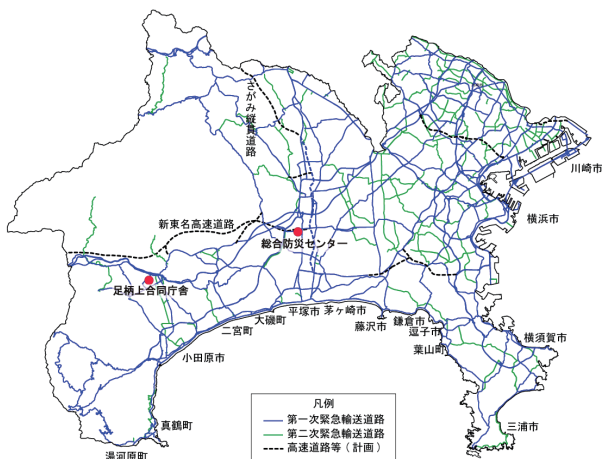 さがみ縦貫道路
川崎市
新東名高速道路
横浜市
総合防災センター
足柄上合同庁舎
大磯町
平塚市
茅ヶ崎市
藤沢市
鎌倉市
逗子市
葉山町
横須賀市
二宮町
小田原市
真鶴町
湯河原町
三浦市
凡例
第一次緊急輸送道路
第二次緊急輸送道路
高速道路等(計画)